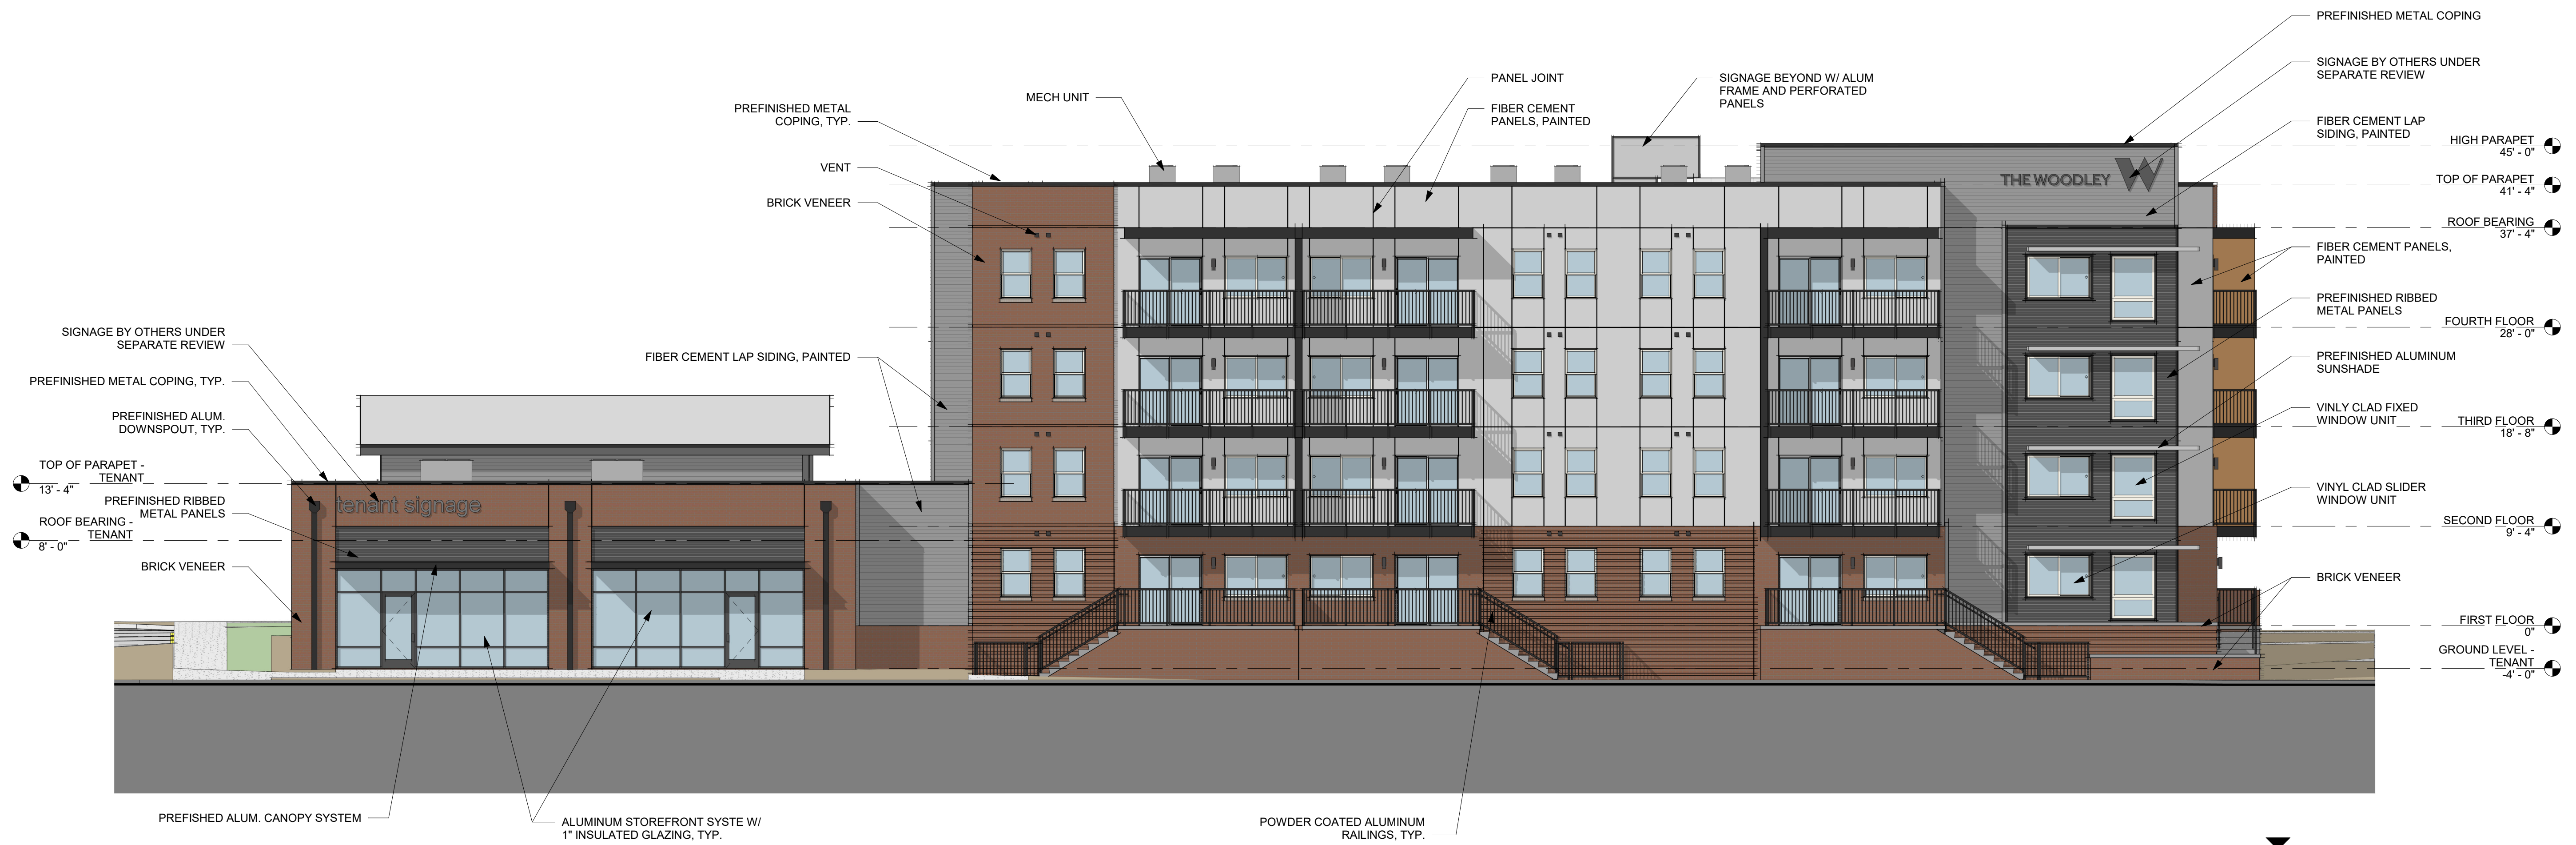 PREFINISHED METAL COPING
SIGNAGE BY OTHERS UNDER
SEPARATE REVIEW
PANEL JOINT
SIGNAGE BEYOND W/ ALUM
FRAME AND PERFORATED
PANELS
MECH UNIT
PREFINISHED METAL
COPING, TYP.
FIBER CEMENT
PANELS, PAINTED
FIBER CEMENT LAP
SIDING, PAINTED
HIGH PARAPET
45' - 0"
VENT
THE WOODLEY
W
TOP OF PARAPET
41' - 4"
BRICK VENEER
ROOF BEARING
37' - 4"
FIBER CEMENT PANELS,
PAINTED
PREFINISHED RIBBED
METAL PANELS
FOURTH FLOOR
28' - 0"
SIGNAGE BY OTHERS UNDER
SEPARATE REVIEW
FIBER CEMENT LAP SIDING, PAINTED
PREFINISHED ALUMINUM
SUNSHADE
PREFINISHED METAL COPING, TYP.
PREFINISHED ALUM.
DOWNSPOUT, TYP.
VINLY CLAD FIXED
WINDOW UNIT
THIRD FLOOR
18' - 8"
TOP OF PARAPET -
TENANT
13' - 4"
PREFINISHED RIBBED
METAL PANELS
tenant signage
VINYL CLAD SLIDER
WINDOW UNIT
ROOF BEARING -
TENANT
8' - 0"
SECOND FLOOR
9' - 4"
BRICK VENEER
BRICK VENEER
FIRST FLOOR
0"
GROUND LEVEL -
TENANT
-4' - 0"
PREFISHED ALUM. CANOPY SYSTEM
ALUMINUM STOREFRONT SYSTE W/
1" INSULATED GLAZING, TYP.
POWDER COATED ALUMINUM
RAILINGS, TYP.